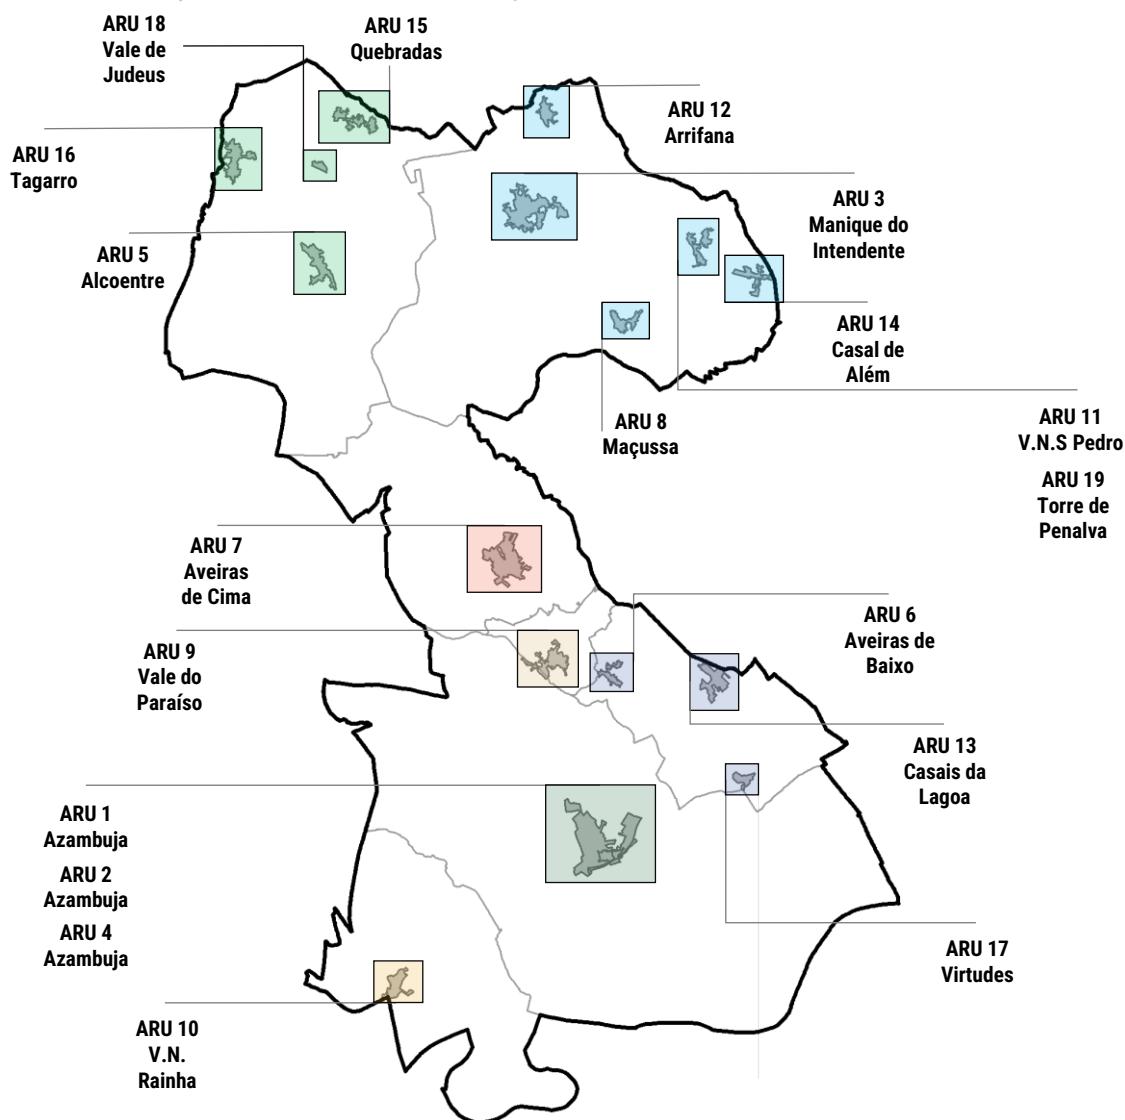 ARU 18
Vale de
Judeus
ARU 15
Quebradas
ARU 12
Arrifana
ARU 16
Tagarro
ARU 3
Manique do
Intendente
ARU 5
Alcoentre
ARU 14
Casal de
Além
ARU 8
Maçussa
ARU 11
V.N.S Pedro
ARU 19
Torre de
Penalva
ARU 7
Aveiras
de Cima
ARU 6
Aveiras de
Baixo
ARU 9
Vale do
Paraíso
ARU 13
Casais da
Lagoa
ARU 1
Azambuja
ARU 2
Azambuja
ARU 4
Azambuja
ARU 17
Virtudes
ARU 10
V.N.
Rainha